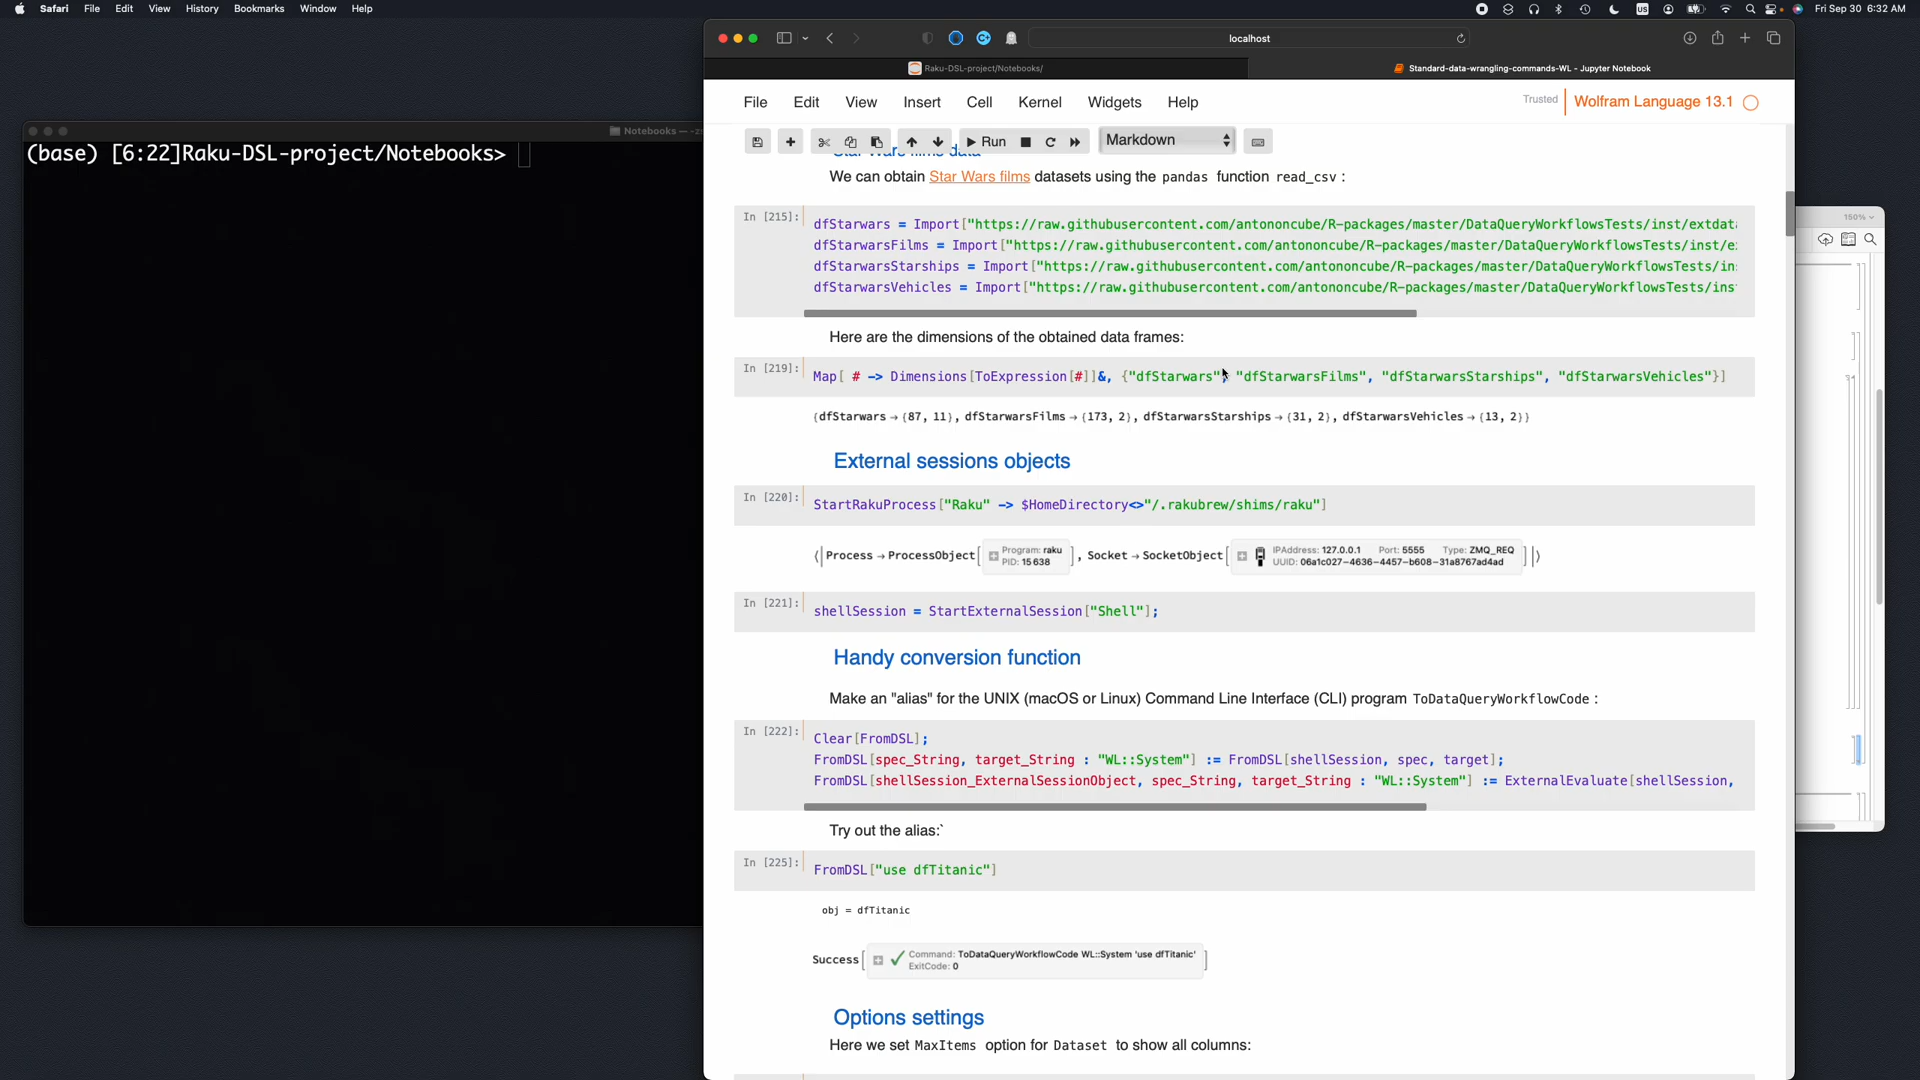 Safari File Edit View History Bookmarks Window Help
US
Fri Sep 30 6:32 AM
localhost
Raku-DSL-project/Notebooks/
Standard-data-wrangling-commands-WL - Jupyter Notebook
Notebooks —
(base) [6:22]Raku-DSL-project/Notebooks>
File Edit View Insert Cell Kernel Widgets Help
Trusted
Wolfram Language 13.1
Run
Markdown
150%
Star Wars films data
We can obtain Star Wars films datasets using the pandas function read_csv :
In [215]:
dfStarwars = Import["https://raw.githubusercontent.com/antononcube/R-packages/master/DataQueryWorkflowsTests/inst/extdat
dfStarwarsFilms = Import["https://raw.githubusercontent.com/antononcube/R-packages/master/DataQueryWorkflowsTests/inst/e
dfStarwarsStarships = Import["https://raw.githubusercontent.com/antononcube/R-packages/master/DataQueryWorkflowsTests/in
dfStarwarsVehicles = Import["https://raw.githubusercontent.com/antononcube/R-packages/master/DataQueryWorkflowsTests/ins
Here are the dimensions of the obtained data frames:
In [219]:
Map[ # -> Dimensions[ToExpression[#]]&, {"dfStarwars", "dfStarwarsFilms", "dfStarwarsStarships", "dfStarwarsVehicles"}]
{dfStarwars → {87, 11}, dfStarwarsFilms → {173, 2}, dfStarwarsStarships → {31, 2}, dfStarwarsVehicles → {13, 2}}
External sessions objects
In [220]:
StartRakuProcess["Raku" -> $HomeDirectory<>"/.rakubrew/shims/raku"]
⟨|Process → ProcessObject[ Program: raku PID: 15638 ], Socket → SocketObject[ IPAddress: 127.0.0.1 Port: 5555 Type: ZMQ_REQ
UUID: 06a1c027-4636-4457-b608-31a8767ad4ad ]|⟩
In [221]:
shellSession = StartExternalSession["Shell"];
Handy conversion function
Make an "alias" for the UNIX (macOS or Linux) Command Line Interface (CLI) program ToDataQueryWorkflowCode :
In [222]:
Clear[FromDSL];
FromDSL[spec_String, target_String : "WL::System"] := FromDSL[shellSession, spec, target];
FromDSL[shellSession_ExternalSessionObject, spec_String, target_String : "WL::System"] := ExternalEvaluate[shellSession,
Try out the alias:`
In [225]:
FromDSL["use dfTitanic"]
obj = dfTitanic
Success[ Command: ToDataQueryWorkflowCode WL::System 'use dfTitanic'
ExitCode: 0 ]
Options settings
Here we set MaxItems option for Dataset to show all columns: